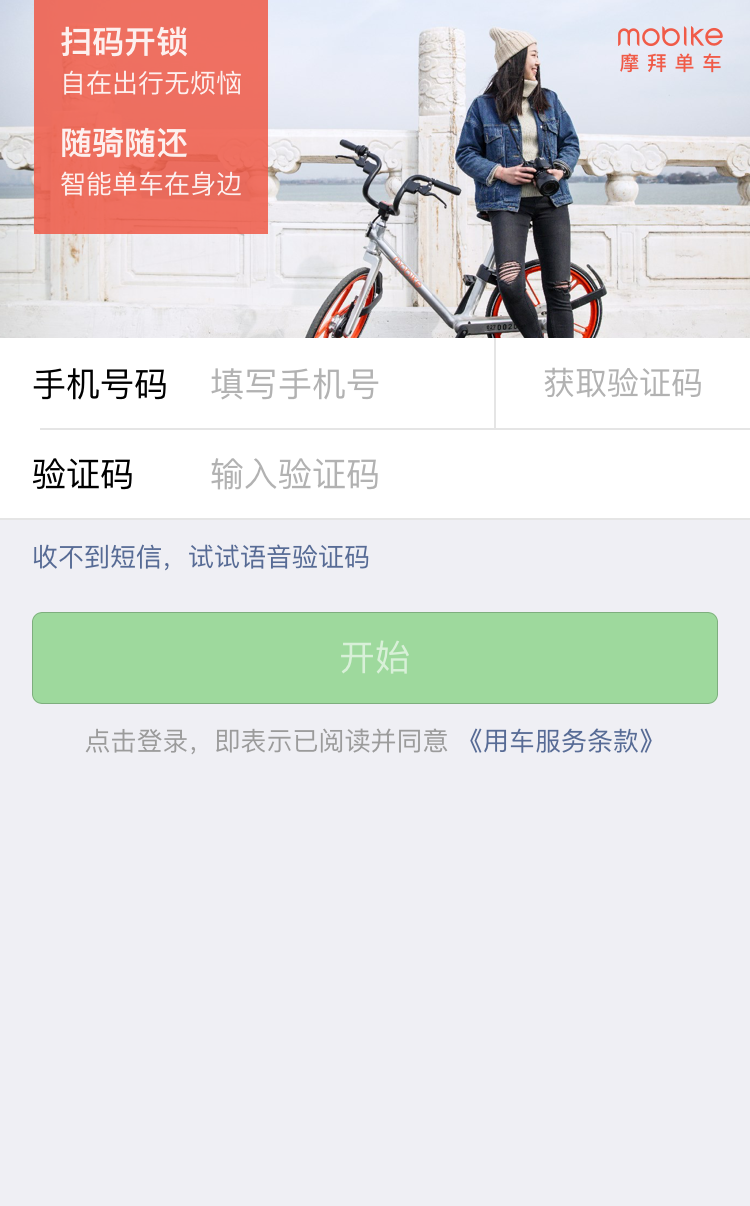 扫码开锁
自在出行无烦恼
随骑随还
智能单车在身边
mobike
摩拜单车
手机号码 填写手机号 获取验证码
验证码 输入验证码
收不到短信，试试语音验证码
开始
点击登录，即表示已阅读并同意 《用车服务条款》